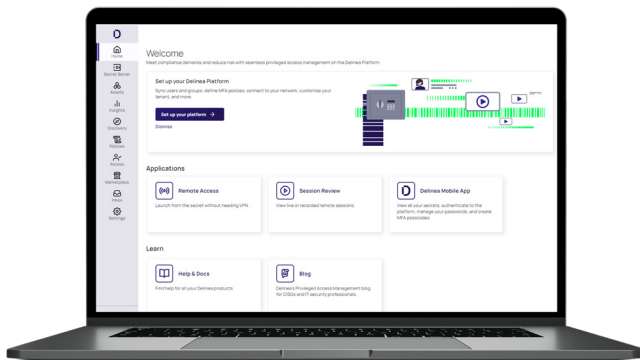 Home
Secret Server
Assets
Insights
Discovery
Policies
Access
Marketplace
Inbox
Settings
Welcome
Meet compliance demands and reduce risk with seamless privileged access management on the Delinea Platform.
Set up your Delinea Platform
Sync users and groups, define MFA policies, connect to your network, customize your
tenant, and more.
Set up your platform →
Dismiss
Applications
Remote Access
Launch from the secret without needing VPN.
Session Review
View live or recorded remote sessions.
Delinea Mobile App
View all your secrets, authenticate to the
platform, manage your passwords, and create
MFA passcodes.
Learn
Help & Docs
Find help for all your Delinea products.
Blog
Delinea's Privileged Access Management blog
for CISOs and IT security professionals.